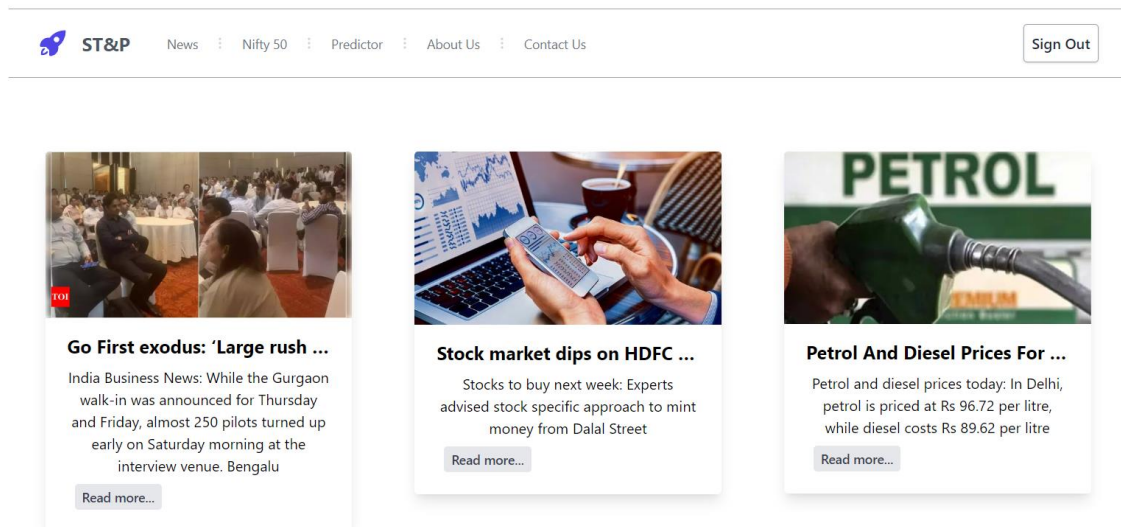 ST&P
News
Nifty 50
Predictor
About Us
Contact Us
Sign Out
TOI
Go First exodus: ‘Large rush ...
India Business News: While the Gurgaon
walk-in was announced for Thursday
and Friday, almost 250 pilots turned up
early on Saturday morning at the
interview venue. Bengalu
Read more...
Stock market dips on HDFC ...
Stocks to buy next week: Experts
advised stock specific approach to mint
money from Dalal Street
Read more...
PETROL
Petrol And Diesel Prices For ...
Petrol and diesel prices today: In Delhi,
petrol is priced at Rs 96.72 per litre,
while diesel costs Rs 89.62 per litre
Read more...